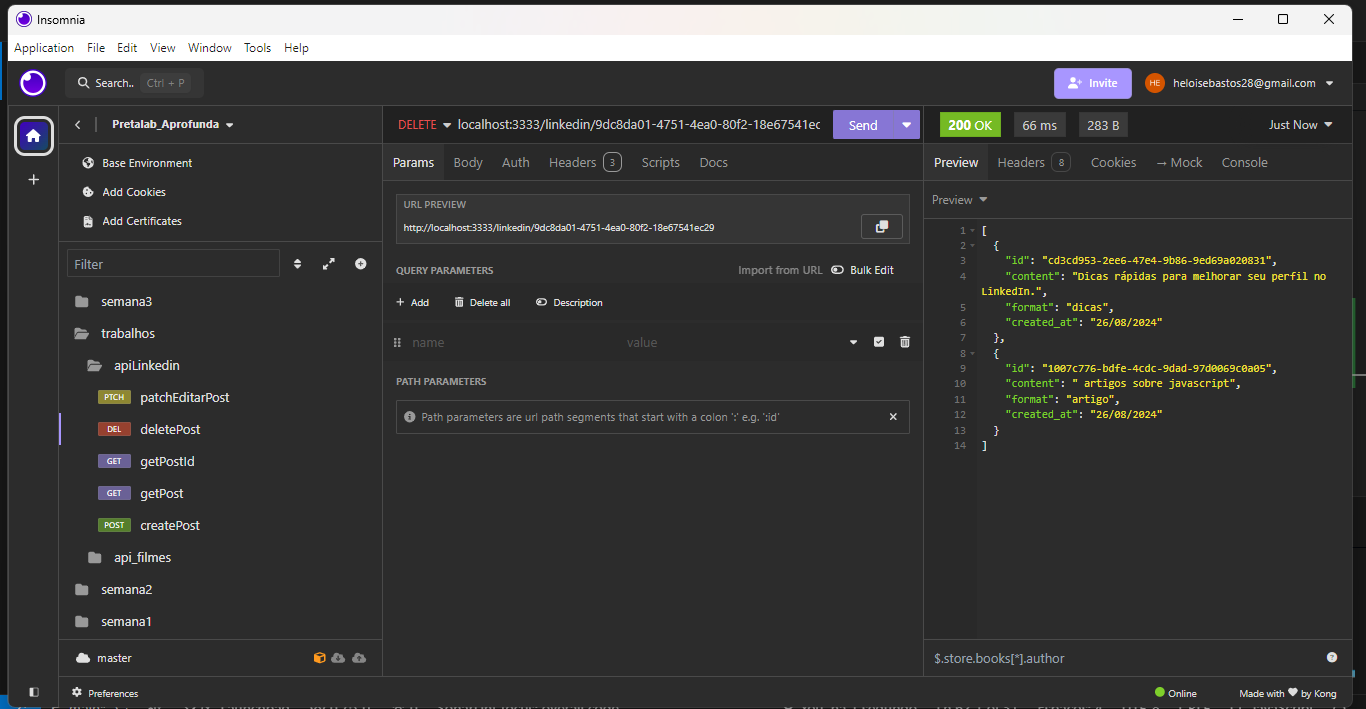 Insomnia
Application File Edit View Window Tools Help
Search.. Ctrl + P
Invite
HE heloisebastos28@gmail.com
Pretalab_Aprofunda
Base Environment
Add Cookies
Add Certificates
Filter
semana3
trabalhos
apiLinkedin
PTCH patchEditarPost
DEL deletePost
GET getPostId
GET getPost
POST createPost
api_filmes
semana2
semana1
master
DELETE localhost:3333/linkedin/9dc8da01-4751-4ea0-80f2-18e67541ec
Send
Params Body Auth Headers 3 Scripts Docs
URL PREVIEW
http://localhost:3333/linkedin/9dc8da01-4751-4ea0-80f2-18e67541ec29
QUERY PARAMETERS Import from URL Bulk Edit
Add Delete all Description
name value
PATH PARAMETERS
Path parameters are url path segments that start with a colon ':' e.g. ':id'
200 OK 66 ms 283 B Just Now
Preview Headers 8 Cookies → Mock Console
Preview
1 [
2 {
3 "id": "cd3cd953-2ee6-47e4-9b86-9ed69a020831",
4 "content": "Dicas rápidas para melhorar seu perfil no
LinkedIn.",
5 "format": "dicas",
6 "created_at": "26/08/2024"
7 },
8 {
9 "id": "1007c776-bdfe-4cdc-9dad-97d0069c0a05",
10 "content": " artigos sobre javascript",
11 "format": "artigo",
12 "created_at": "26/08/2024"
13 }
14 ]
$.store.books[*].author
Preferences
Online
Made with ♥ by Kong